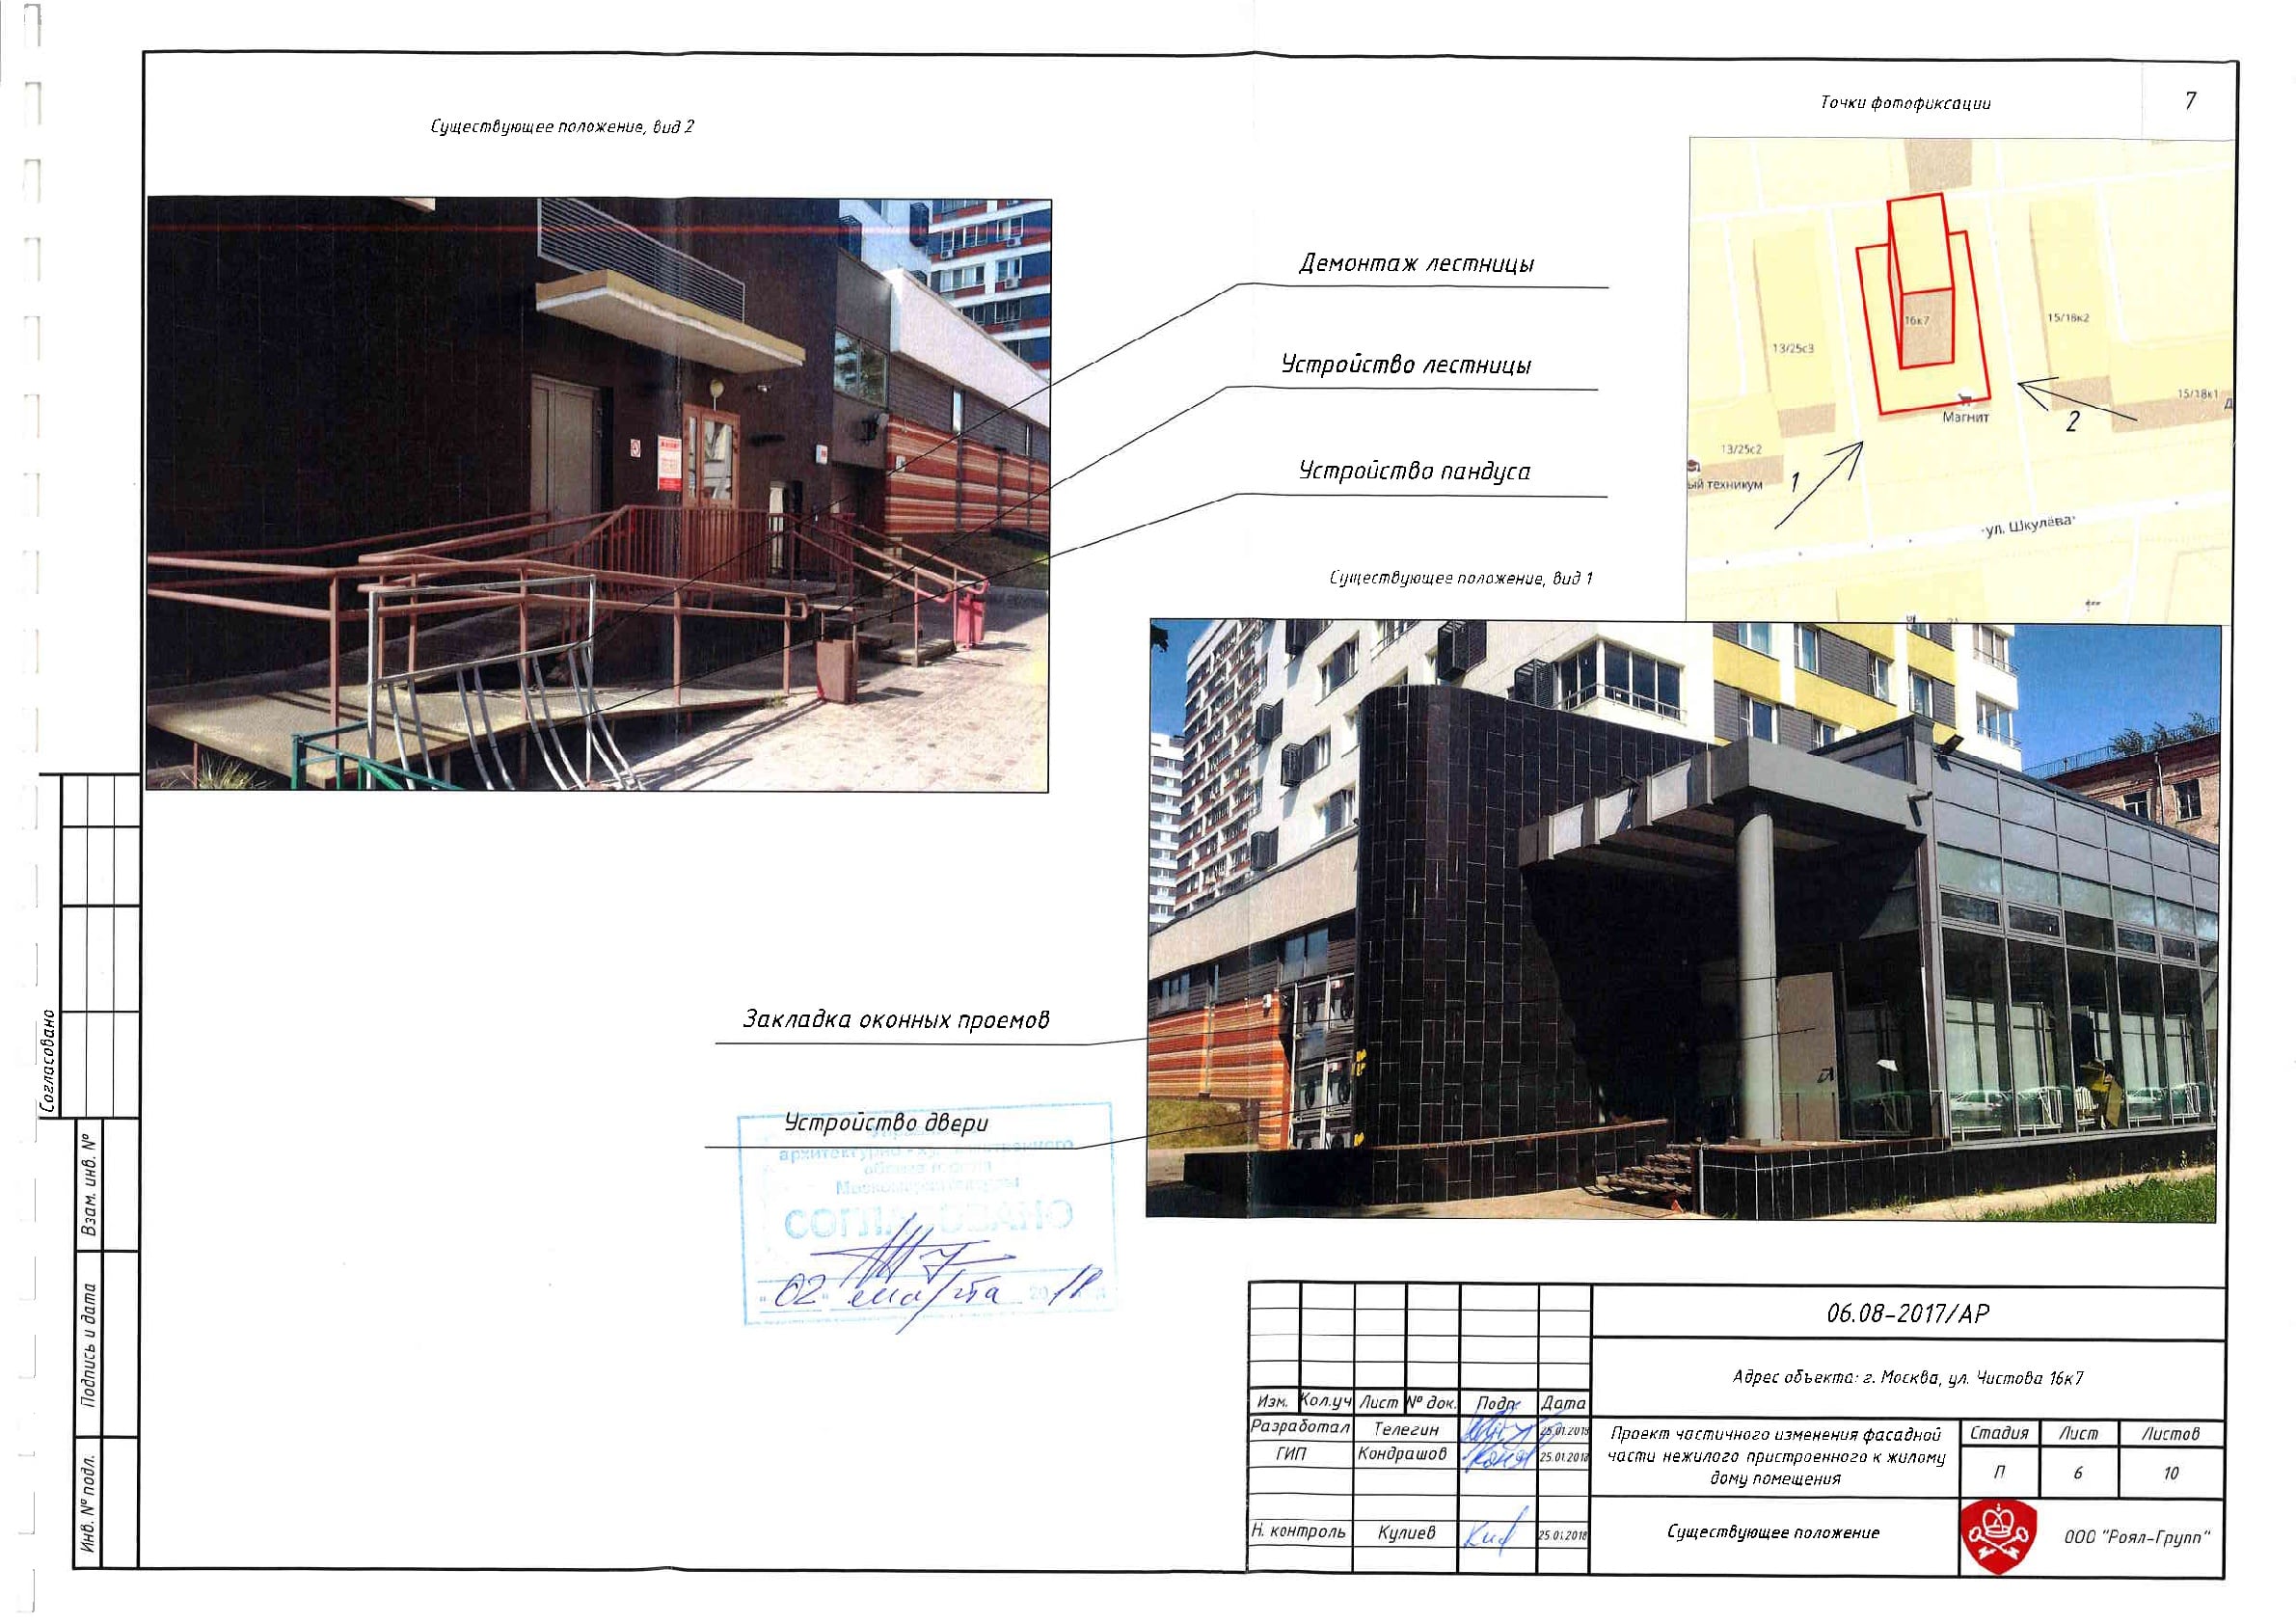 7
Точки фотофиксации
Существующее положение, вид 2
Демонтаж лестницы
Устройство лестницы
Устройство пандуса
16к7
15/18к2
13/25с3
15/18к1
Д
Магнит
2
13/25с2
1
ый техникум
ул. Шкулёва
Существующее положение, вид 1
Закладка оконных проемов
Устройство двери
архитектурно
СОГЛАСОВАНО
02 марта 2018
Согласовано
Взам. инв. №
Подпись и дата
Инв. № подл.
06.08-2017/АР
Адрес объекта: г. Москва, ул. Чистова 16к7
Изм. Кол.уч Лист № док. Подп. Дата
Разработал Телегин 25.01.2018
ГИП Кондрашов 25.01.2018
Н. контроль Кулиев 25.01.2018
Проект частичного изменения фасадной
части нежилого пристроенного к жилому
дому помещения
Стадия Лист Листов
П 6 10
Существующее положение
ООО "Роял-Групп"